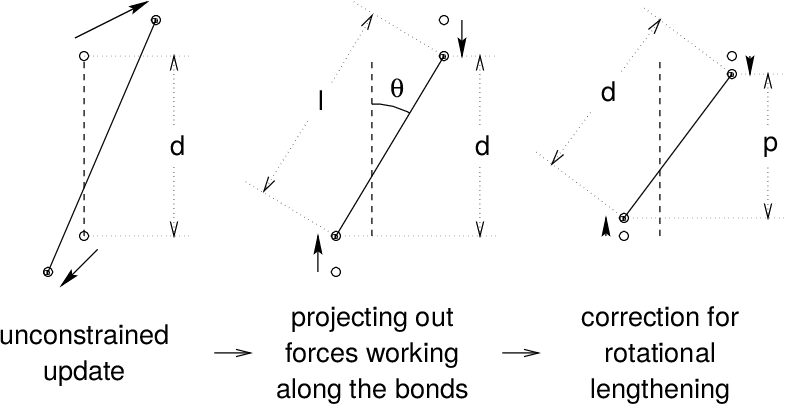 d
l
θ
d
d
p
unconstrained
update
projecting out
forces working
along the bonds
correction for
rotational
lengthening